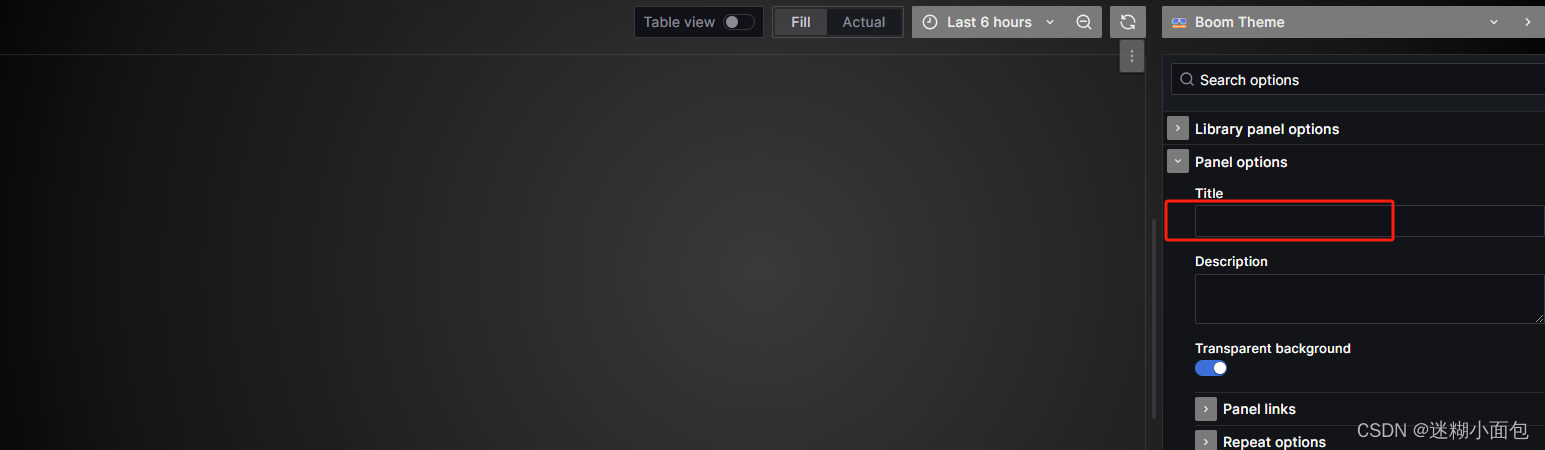 Table view Fill Actual Last 6 hours Boom Theme
Search options
Library panel options
Panel options
Title
Description
Transparent background
Panel links
Repeat options
CSDN @迷糊小面包